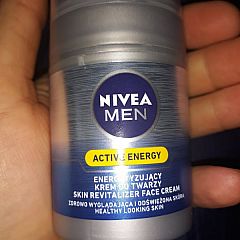 NIVEA
MEN
ACTIVE ENERGY
ENERGETYZUJĄCY
KREM DO TWARZY
SKIN REVITALIZER FACE CREAM
ZDROWO WYGLĄDAJĄCA I ODŚWIEŻONA SKÓRA
HEALTHY LOOKING SKIN